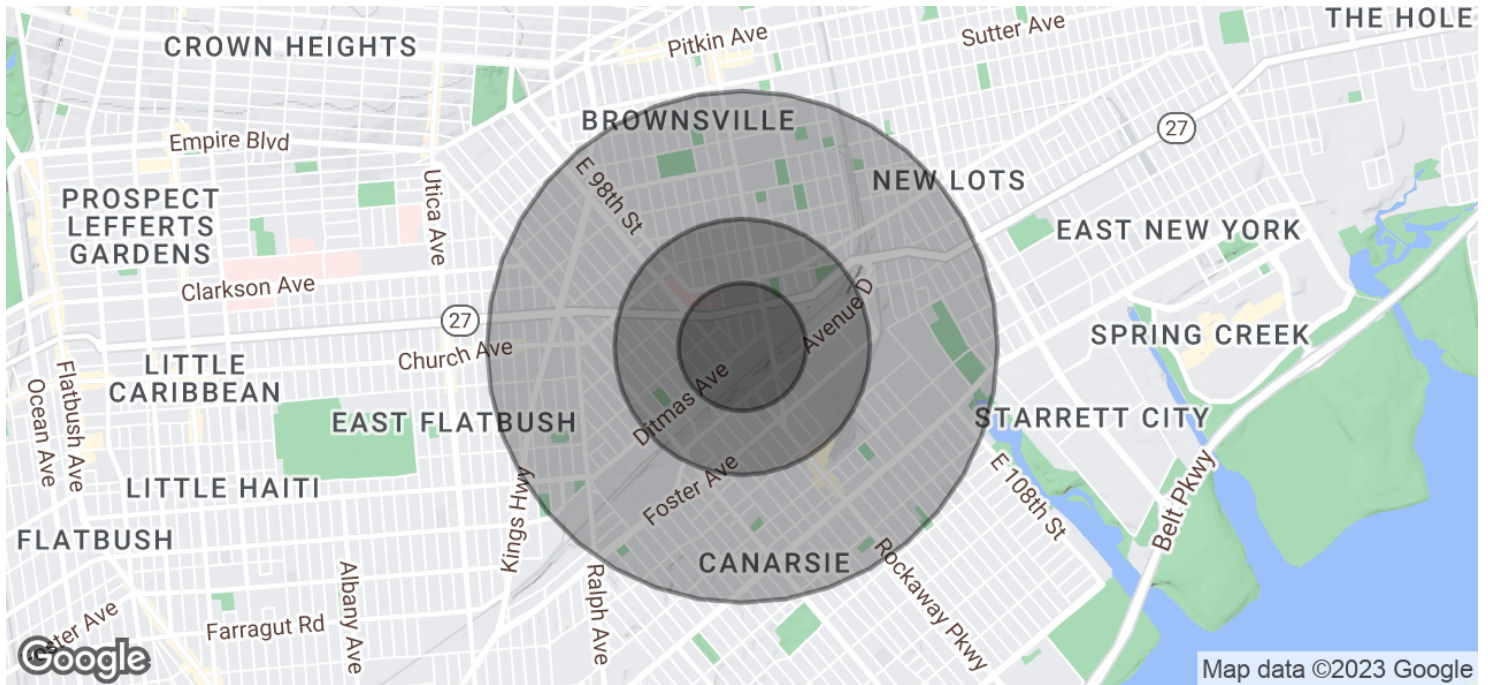 THE HOLE
CROWN HEIGHTS
Pitkin Ave
Sutter Ave
BROWNSVILLE
27
Empire Blvd
E 98th St
NEW LOTS
PROSPECT
LEFFERTS
GARDENS
Utica Ave
EAST NEW YORK
Clarkson Ave
27
Avenue D
SPRING CREEK
Church Ave
LITTLE
CARIBBEAN
Flatbush Ave
Ocean Ave
Ditmas Ave
EAST FLATBUSH
STARRETT CITY
LITTLE HAITI
Kings Hwy
Foster Ave
E 108th St
Belt Pkwy
FLATBUSH
CANARSIE
Rockaway Pkwy
Albany Ave
Ralph Ave
Foster Ave
Farragut Rd
Google
Map data ©2023 Google